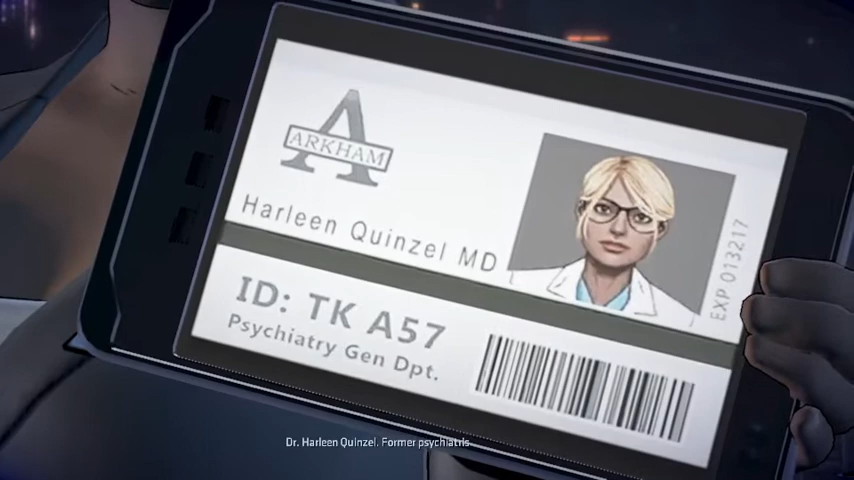 ARKHAM
Harleen Quinzel MD
EXP 013217
ID: TK A57
Psychiatry Gen Dpt.
Dr. Harleen Quinzel. Former psychiatris